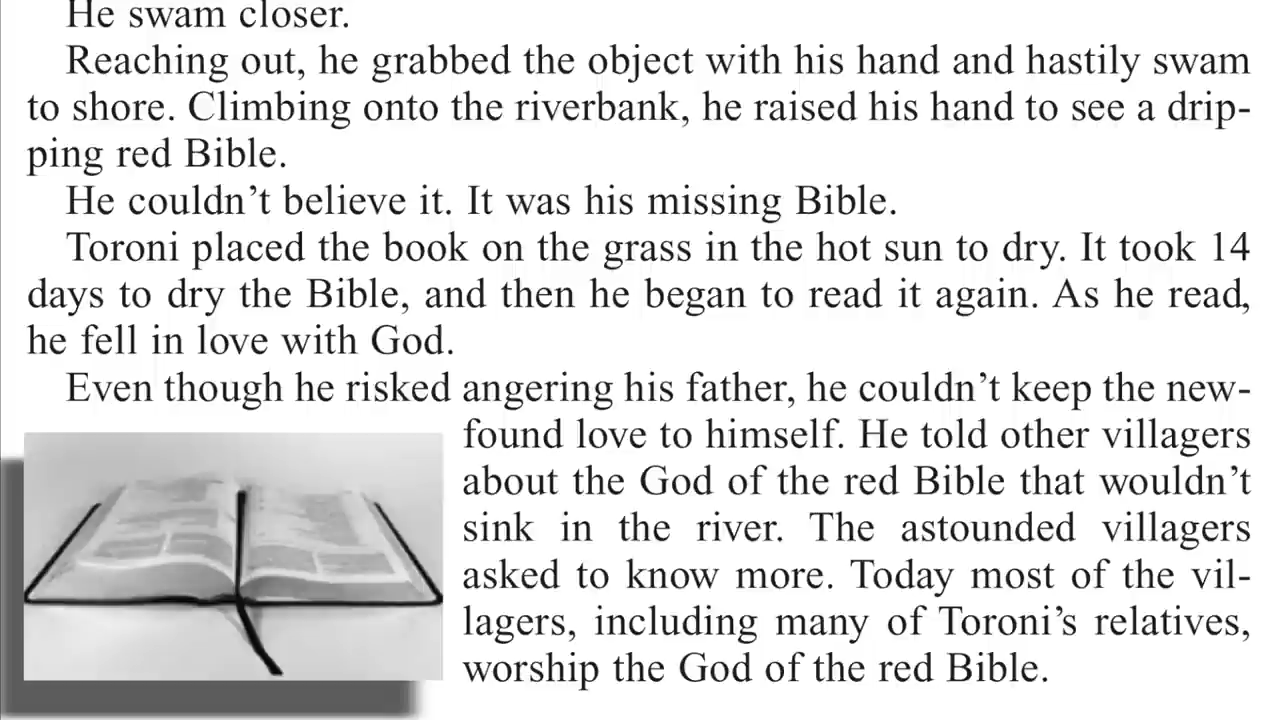 He swam closer.
Reaching out, he grabbed the object with his hand and hastily swam
to shore. Climbing onto the riverbank, he raised his hand to see a drip-
ping red Bible.
He couldn’t believe it. It was his missing Bible.
Toroni placed the book on the grass in the hot sun to dry. It took 14
days to dry the Bible, and then he began to read it again. As he read,
he fell in love with God.
Even though he risked angering his father, he couldn’t keep the new-
found love to himself. He told other villagers
about the God of the red Bible that wouldn’t
sink in the river. The astounded villagers
asked to know more. Today most of the vil-
lagers, including many of Toroni’s relatives,
worship the God of the red Bible.